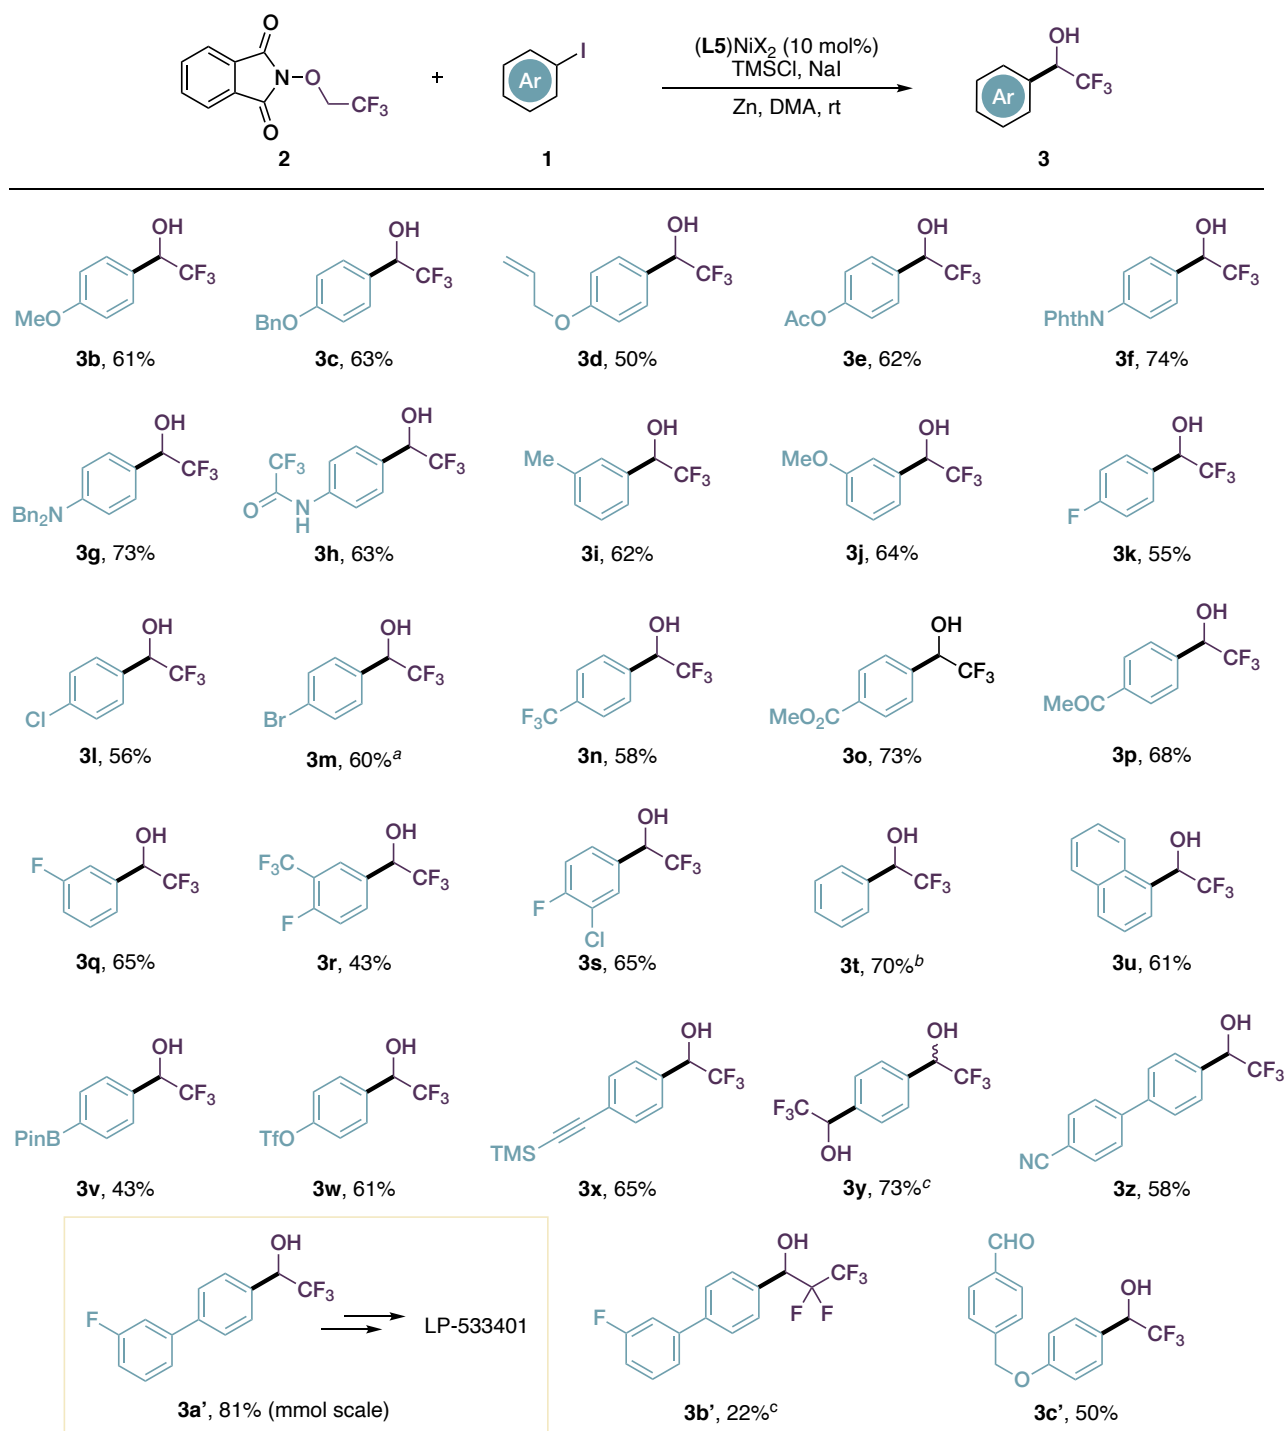 O
N
O
O
CF3
2
+
Ar
I
1
(L5)NiX2 (10 mol%)
TMSCl, NaI
Zn, DMA, rt
OH
Ar
CF3
3
OH
CF3
MeO
3b, 61%
OH
CF3
BnO
3c, 63%
OH
CF3
O
3d, 50%
OH
CF3
AcO
3e, 62%
OH
CF3
PhthN
3f, 74%
OH
CF3
Bn2N
3g, 73%
OH
CF3
CF3
O
N
H
3h, 63%
OH
Me
CF3
3i, 62%
OH
MeO
CF3
3j, 64%
OH
CF3
F
3k, 55%
OH
CF3
Cl
3l, 56%
OH
CF3
Br
3m, 60%a
OH
CF3
CF3
3n, 58%
OH
CF3
MeO2C
3o, 73%
OH
CF3
MeOC
3p, 68%
OH
F
CF3
3q, 65%
OH
CF3
CF3
F
3r, 43%
OH
CF3
F
Cl
3s, 65%
OH
CF3
3t, 70%b
OH
CF3
3u, 61%
OH
CF3
PinB
3v, 43%
OH
CF3
TfO
3w, 61%
OH
CF3
TMS
3x, 65%
OH
CF3
F3C
OH
3y, 73%c
OH
CF3
NC
3z, 58%
OH
CF3
F
LP-533401
3a’, 81% (mmol scale)
OH
CF3
F F
F
3b’, 22%c
CHO
OH
CF3
O
3c’, 50%